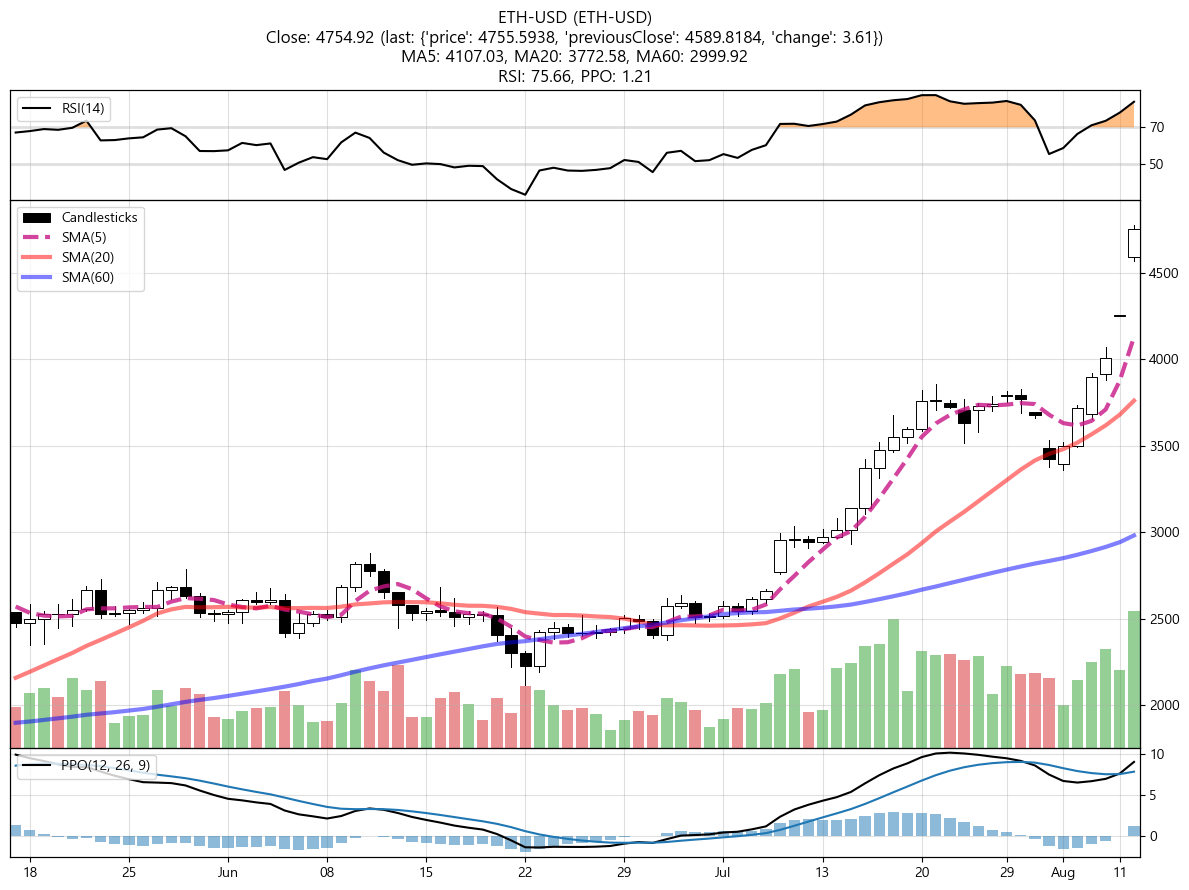 ETH-USD (ETH-USD)
Close: 4754.92 (last: {'price': 4755.5938, 'previousClose': 4589.8184, 'change': 3.61})
MA5: 4107.03, MA20: 3772.58, MA60: 2999.92
RSI: 75.66, PPO: 1.21
RSI(14)
70
50
Candlesticks
SMA(5)
SMA(20)
SMA(60)
4500
4000
3500
3000
2500
2000
PPO(12, 26, 9)
10
5
0
18 25 Jun 08 15 22 29 Jul 13 22 29 Aug 11